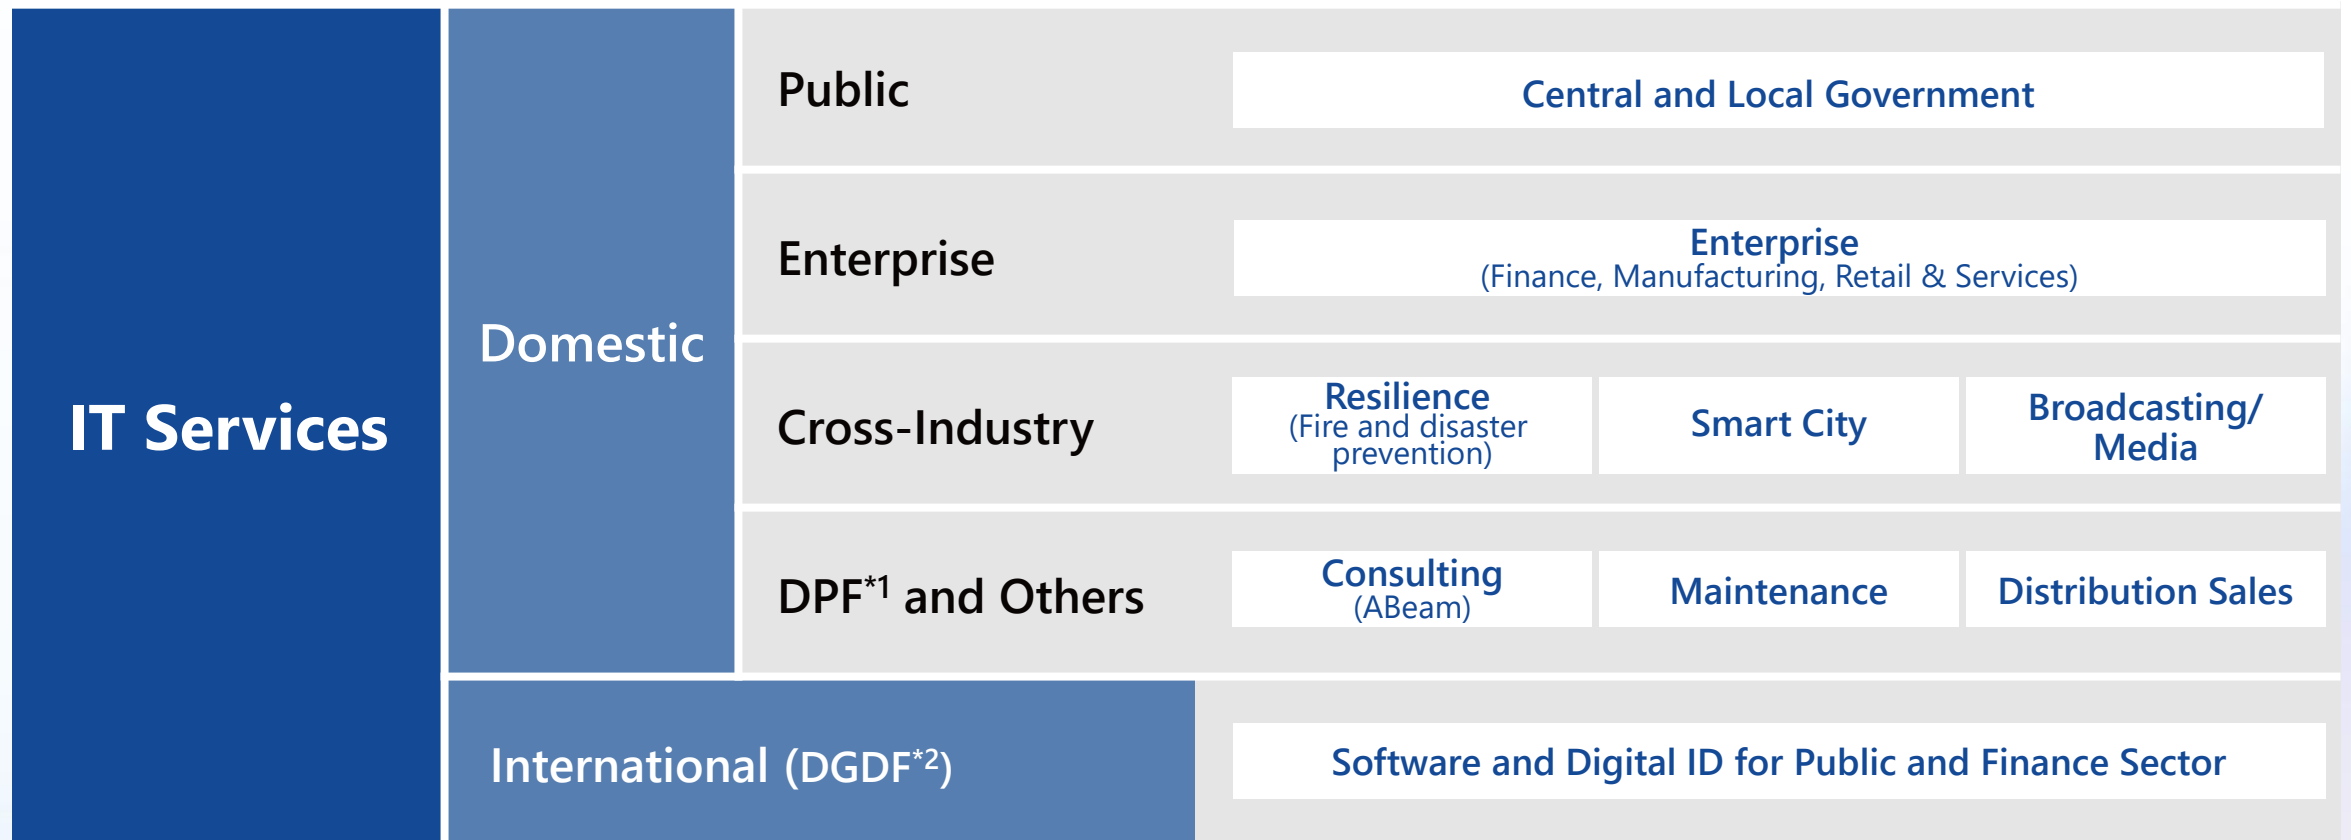 IT Services
Domestic
Public
Central and Local Government
Enterprise
Enterprise
(Finance, Manufacturing, Retail & Services)
Cross-Industry
Resilience
(Fire and disaster
prevention)
Smart City
Broadcasting/
Media
DPF*1 and Others
Consulting
(ABeam)
Maintenance
Distribution Sales
International (DGDF*2)
Software and Digital ID for Public and Finance Sector